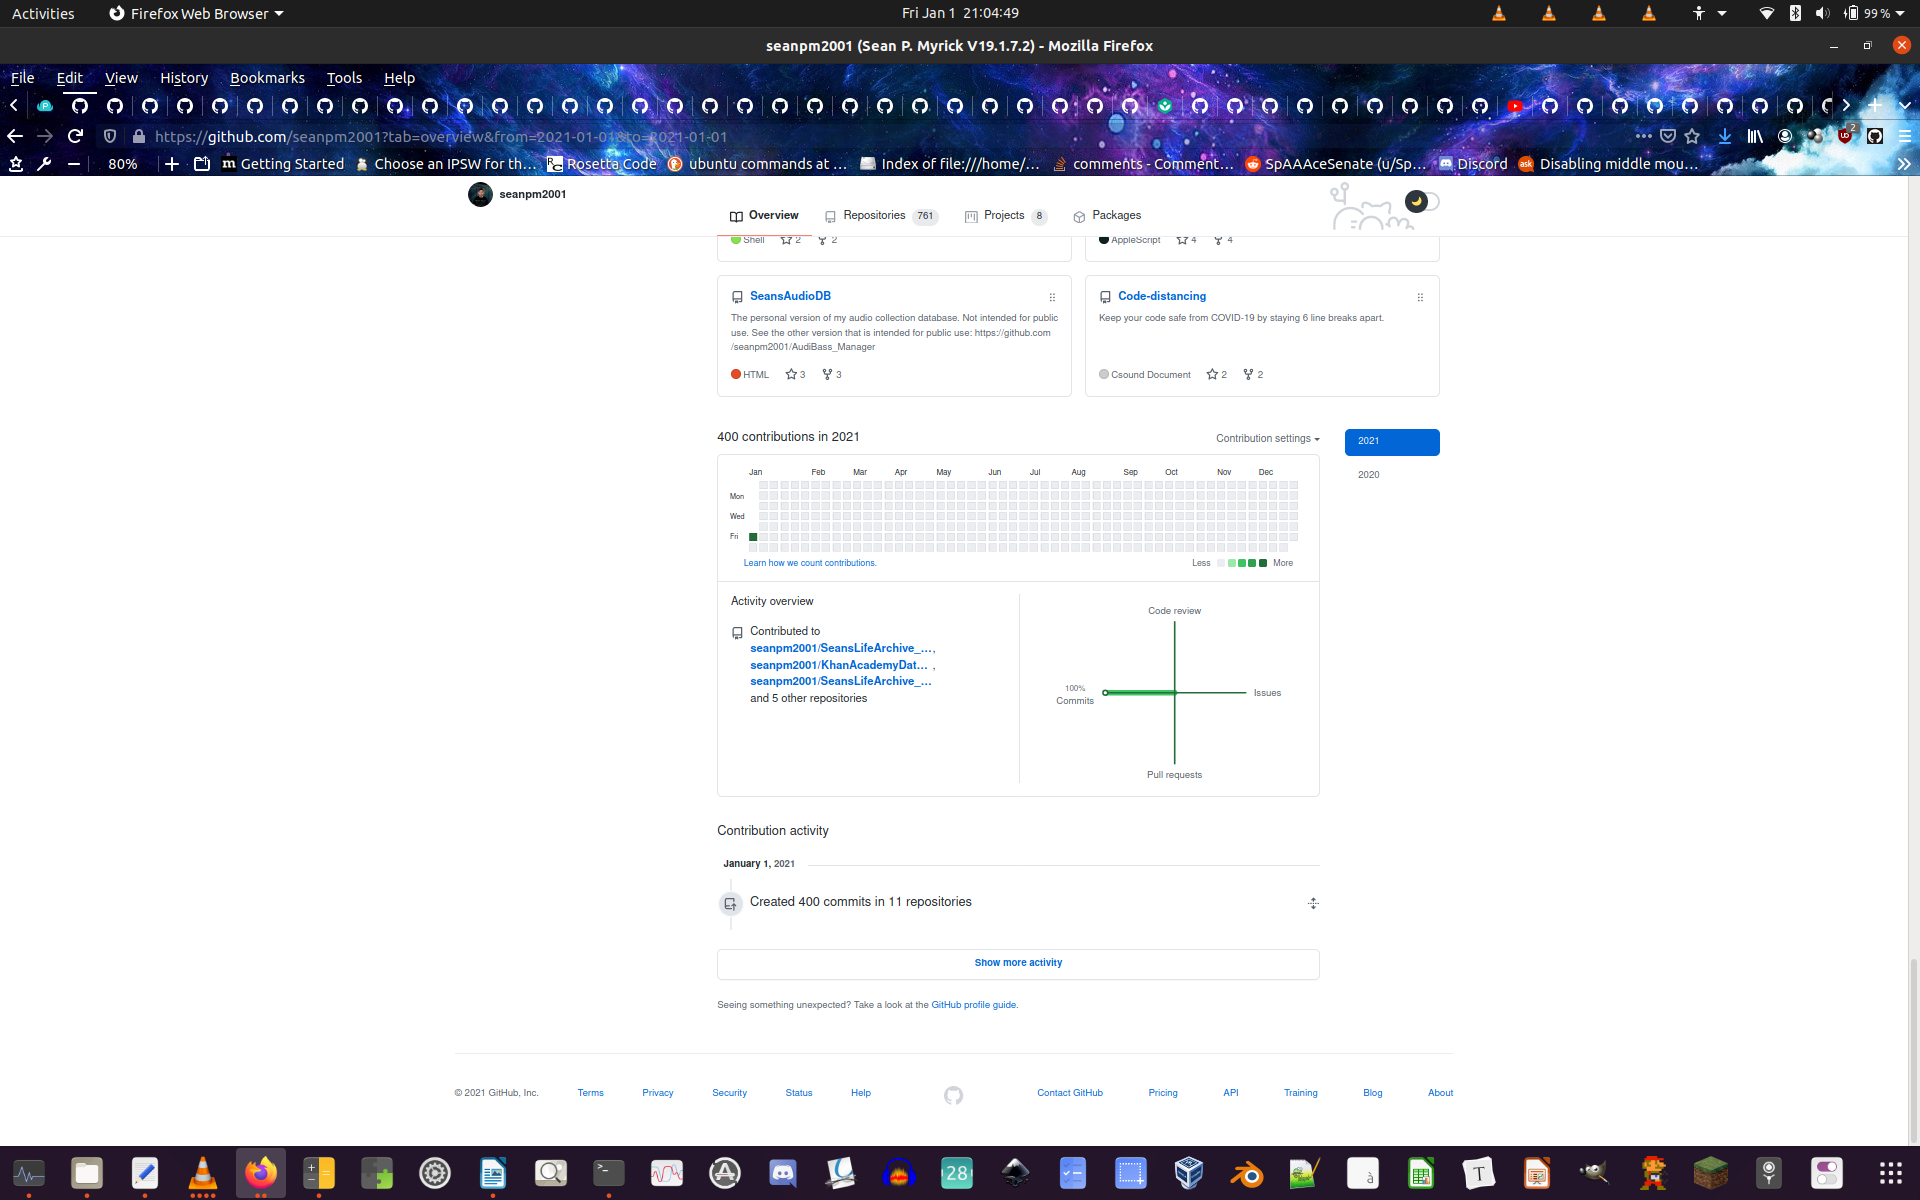 Activities
Firefox Web Browser
Fri Jan 1 21:04:49
99 %
seanpm2001 (Sean P. Myrick V19.1.7.2) - Mozilla Firefox
File Edit View History Bookmarks Tools Help
https://github.com/seanpm2001?tab=overview&from=2021-01-01&to=2021-01-01
2
80%
Getting Started
Choose an IPSW for th…
Rosetta Code
ubuntu commands at …
Index of file:///home/…
comments - Comment…
SpAAAceSenate (u/Sp…
Discord
Disabling middle mou…
seanpm2001
Overview
Repositories 761
Projects 8
Packages
Shell 2 2
AppleScript 4 4
SeansAudioDB
The personal version of my audio collection database. Not intended for public
use. See the other version that is intended for public use: https://github.com
/seanpm2001/AudiBass_Manager
HTML 3 3
Code-distancing
Keep your code safe from COVID-19 by staying 6 line breaks apart.
Csound Document 2 2
400 contributions in 2021
Contribution settings
2021
2020
Jan Feb Mar Apr May Jun Jul Aug Sep Oct Nov Dec
Mon
Wed
Fri
Learn how we count contributions.
Less More
Activity overview
Contributed to
seanpm2001/SeansLifeArchive_… ,
seanpm2001/KhanAcademyDat… ,
seanpm2001/SeansLifeArchive_…
and 5 other repositories
Code review
100%
Commits
Issues
Pull requests
Contribution activity
January 1, 2021
Created 400 commits in 11 repositories
Show more activity
Seeing something unexpected? Take a look at the GitHub profile guide.
© 2021 GitHub, Inc. Terms Privacy Security Status Help Contact GitHub Pricing API Training Blog About
28